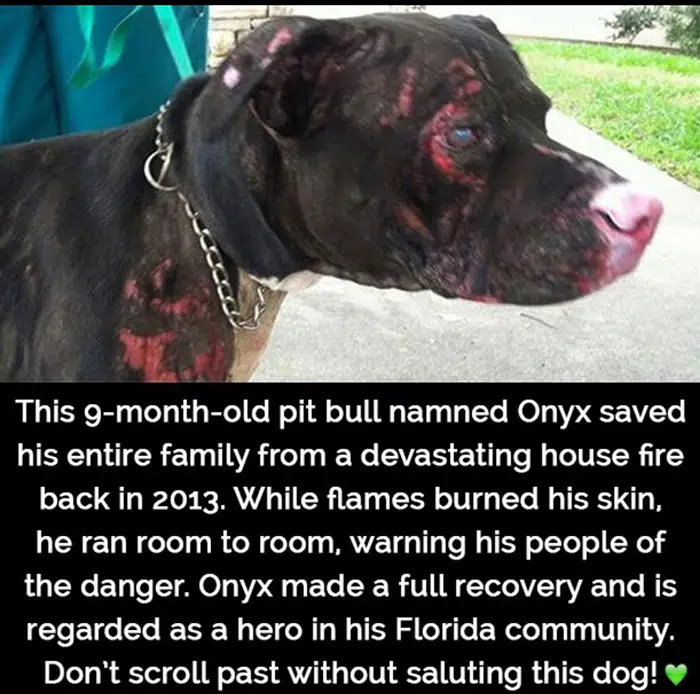 This 9-month-old pit bull namned Onyx saved
his entire family from a devastating house fire
back in 2013. While flames burned his skin,
he ran room to room, warning his people of
the danger. Onyx made a full recovery and is
regarded as a hero in his Florida community.
Don't scroll past without saluting this dog! 💚